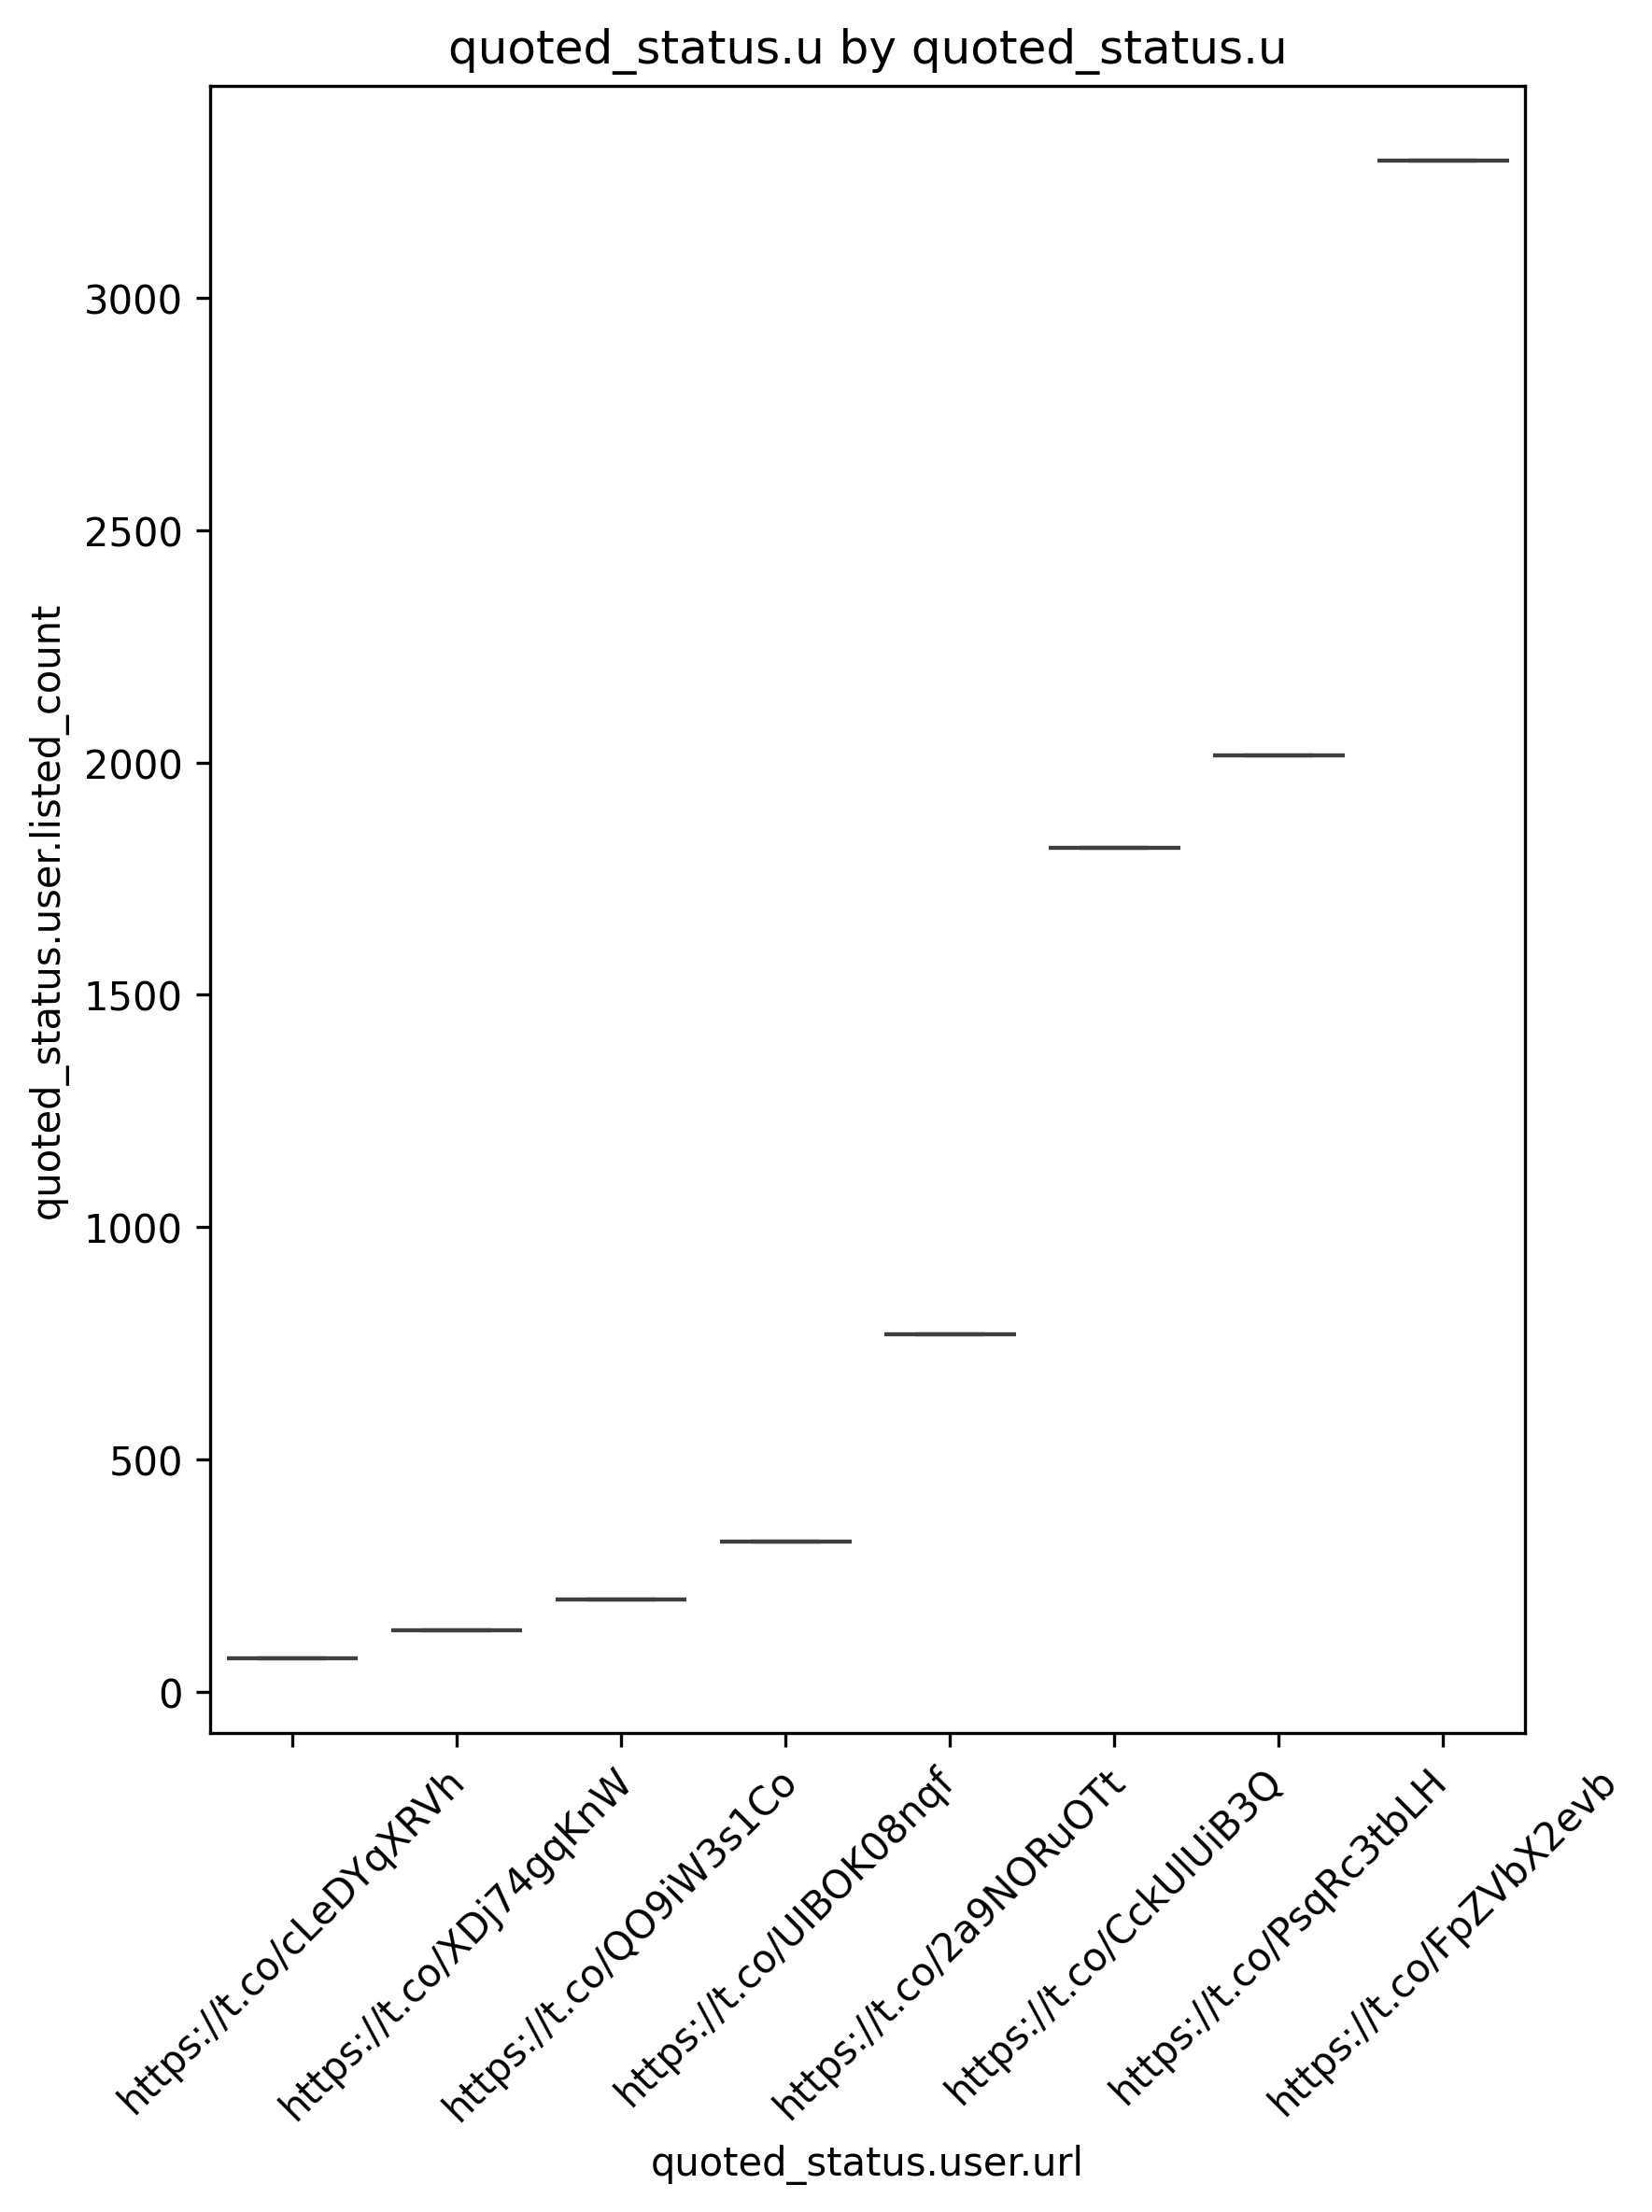 quoted_status.u by quoted_status.u
quoted_status.user.listed_count
3000
2500
2000
1500
1000
500
0
https://t.co/cLeDYqXRVh
https://t.co/XDj74gqKnW
https://t.co/QO9iW3s1Co
https://t.co/UlBOK08nqf
https://t.co/2a9NORuOTt
https://t.co/CckUlUiB3Q
https://t.co/PsqRc3tbLH
https://t.co/FpZVbX2evb
quoted_status.user.url